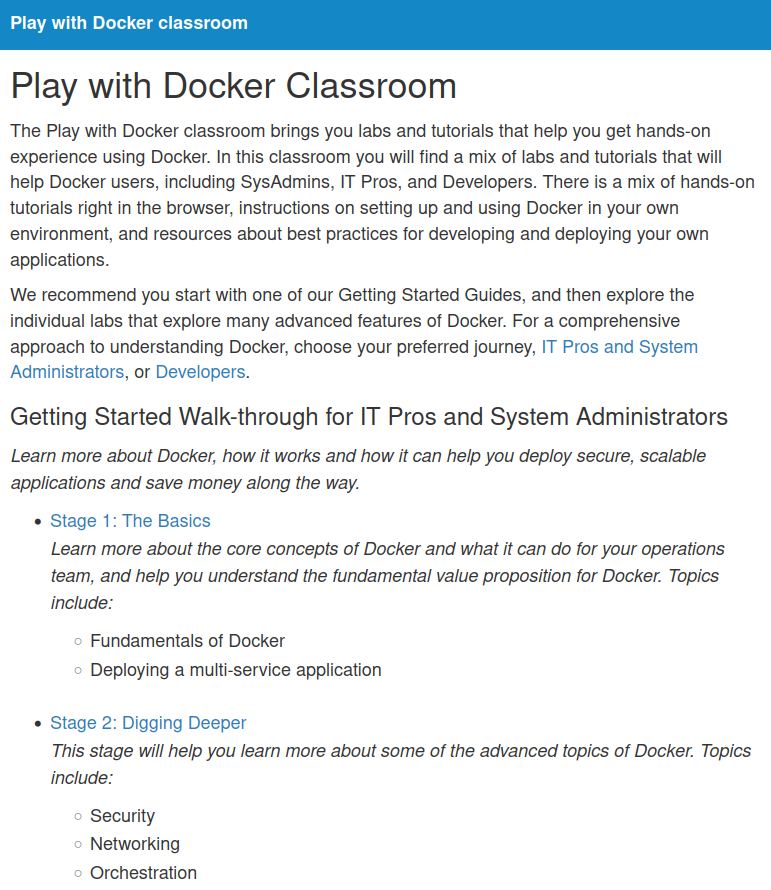 Play with Docker classroom
Play with Docker Classroom
The Play with Docker classroom brings you labs and tutorials that help you get hands-on
experience using Docker. In this classroom you will find a mix of labs and tutorials that will
help Docker users, including SysAdmins, IT Pros, and Developers. There is a mix of hands-on
tutorials right in the browser, instructions on setting up and using Docker in your own
environment, and resources about best practices for developing and deploying your own
applications.
We recommend you start with one of our Getting Started Guides, and then explore the
individual labs that explore many advanced features of Docker. For a comprehensive
approach to understanding Docker, choose your preferred journey, IT Pros and System
Administrators, or Developers.
Getting Started Walk-through for IT Pros and System Administrators
Learn more about Docker, how it works and how it can help you deploy secure, scalable
applications and save money along the way.
• Stage 1: The Basics
Learn more about the core concepts of Docker and what it can do for your operations
team, and help you understand the fundamental value proposition for Docker. Topics
include:
○ Fundamentals of Docker
○ Deploying a multi-service application
• Stage 2: Digging Deeper
This stage will help you learn more about some of the advanced topics of Docker. Topics
include:
○ Security
○ Networking
○ Orchestration